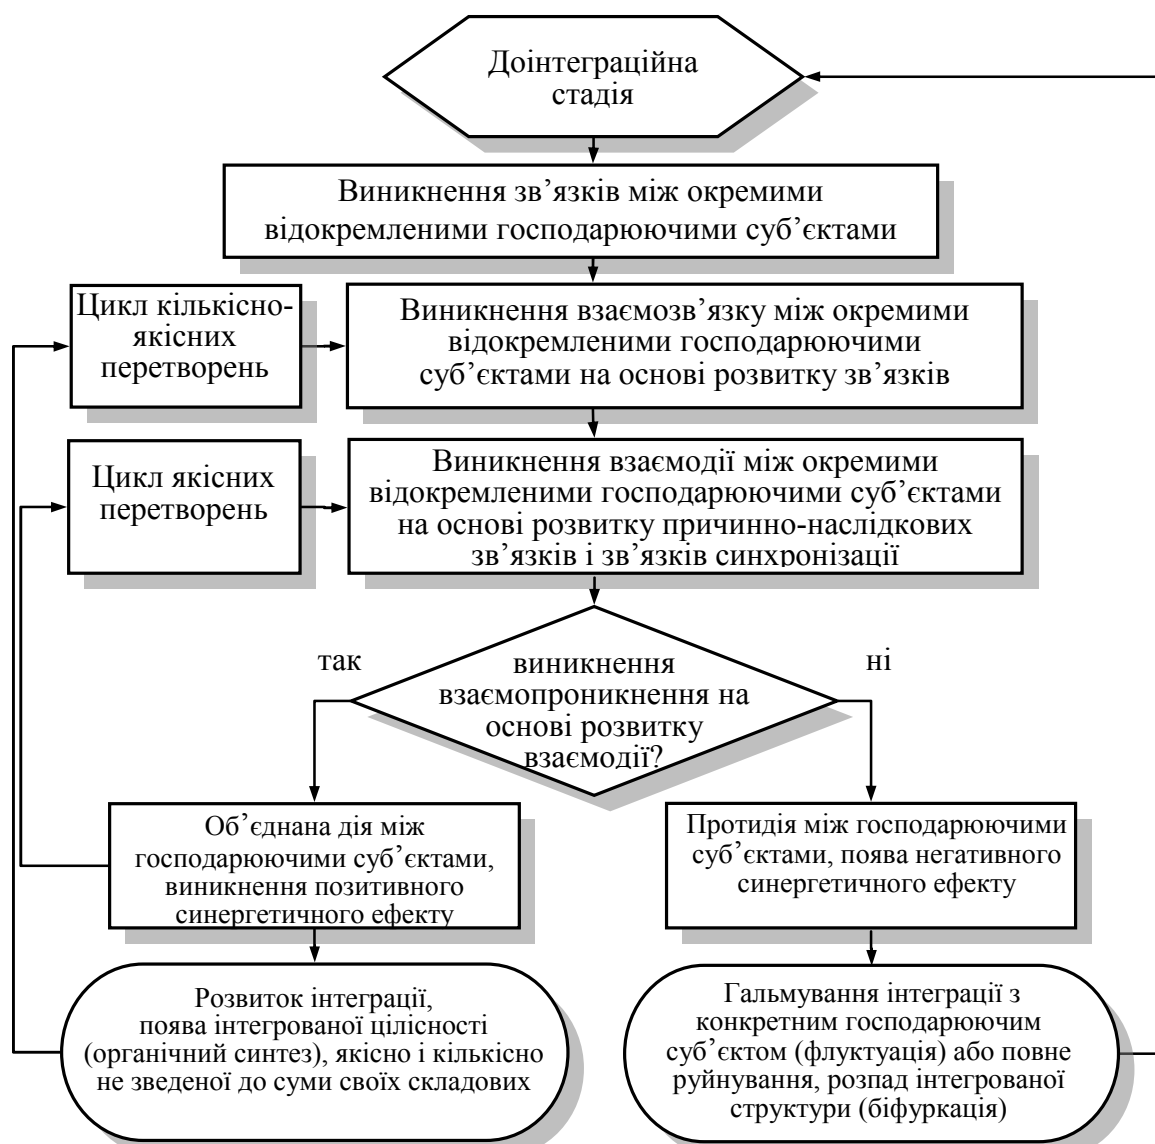 Доінтеграційна
стадія
Виникнення зв’язків між окремими
відокремленими господарюючими суб’єктами
Цикл кількісно-
якісних
перетворень
Виникнення взаємозв’язку між окремими
відокремленими господарюючими
суб’єктами на основі розвитку зв’язків
Цикл якісних
перетворень
Виникнення взаємодії між окремими
відокремленими господарюючими суб’єктами
на основі розвитку причинно-наслідкових
зв’язків і зв’язків синхронізації
так
виникнення
взаємопроникнення на
основі розвитку
взаємодії?
ні
Об’єднана дія між
господарюючими суб’єктами,
виникнення позитивного
синергетичного ефекту
Протидія між господарюючими
суб’єктами, поява негативного
синергетичного ефекту
Розвиток інтеграції,
поява інтегрованої цілісності
(органічний синтез), якісно і кількісно
не зведеної до суми своїх складових
Гальмування інтеграції з
конкретним господарюючим
суб’єктом (флуктуація) або повне
руйнування, розпад інтегрованої
структури (біфуркація)